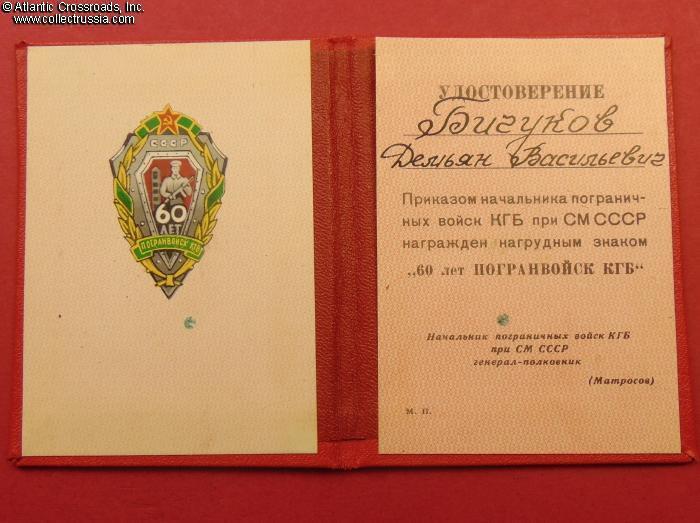 © Atlantic Crossroads, Inc.
www.collectrussia.com
СССР
60
ЛЕТ
ПОГРАНВОЙСК КГБ
УДОСТОВЕРЕНИЕ
Бигунов
Демьян Васильевич
Приказом начальника погранич-
ных войск КГБ при СМ СССР
награжден нагрудным знаком
„60 лет ПОГРАНВОЙСК КГБ“
Начальник пограничных войск КГБ
при СМ СССР
генерал-полковник
(Матросов)
М. П.